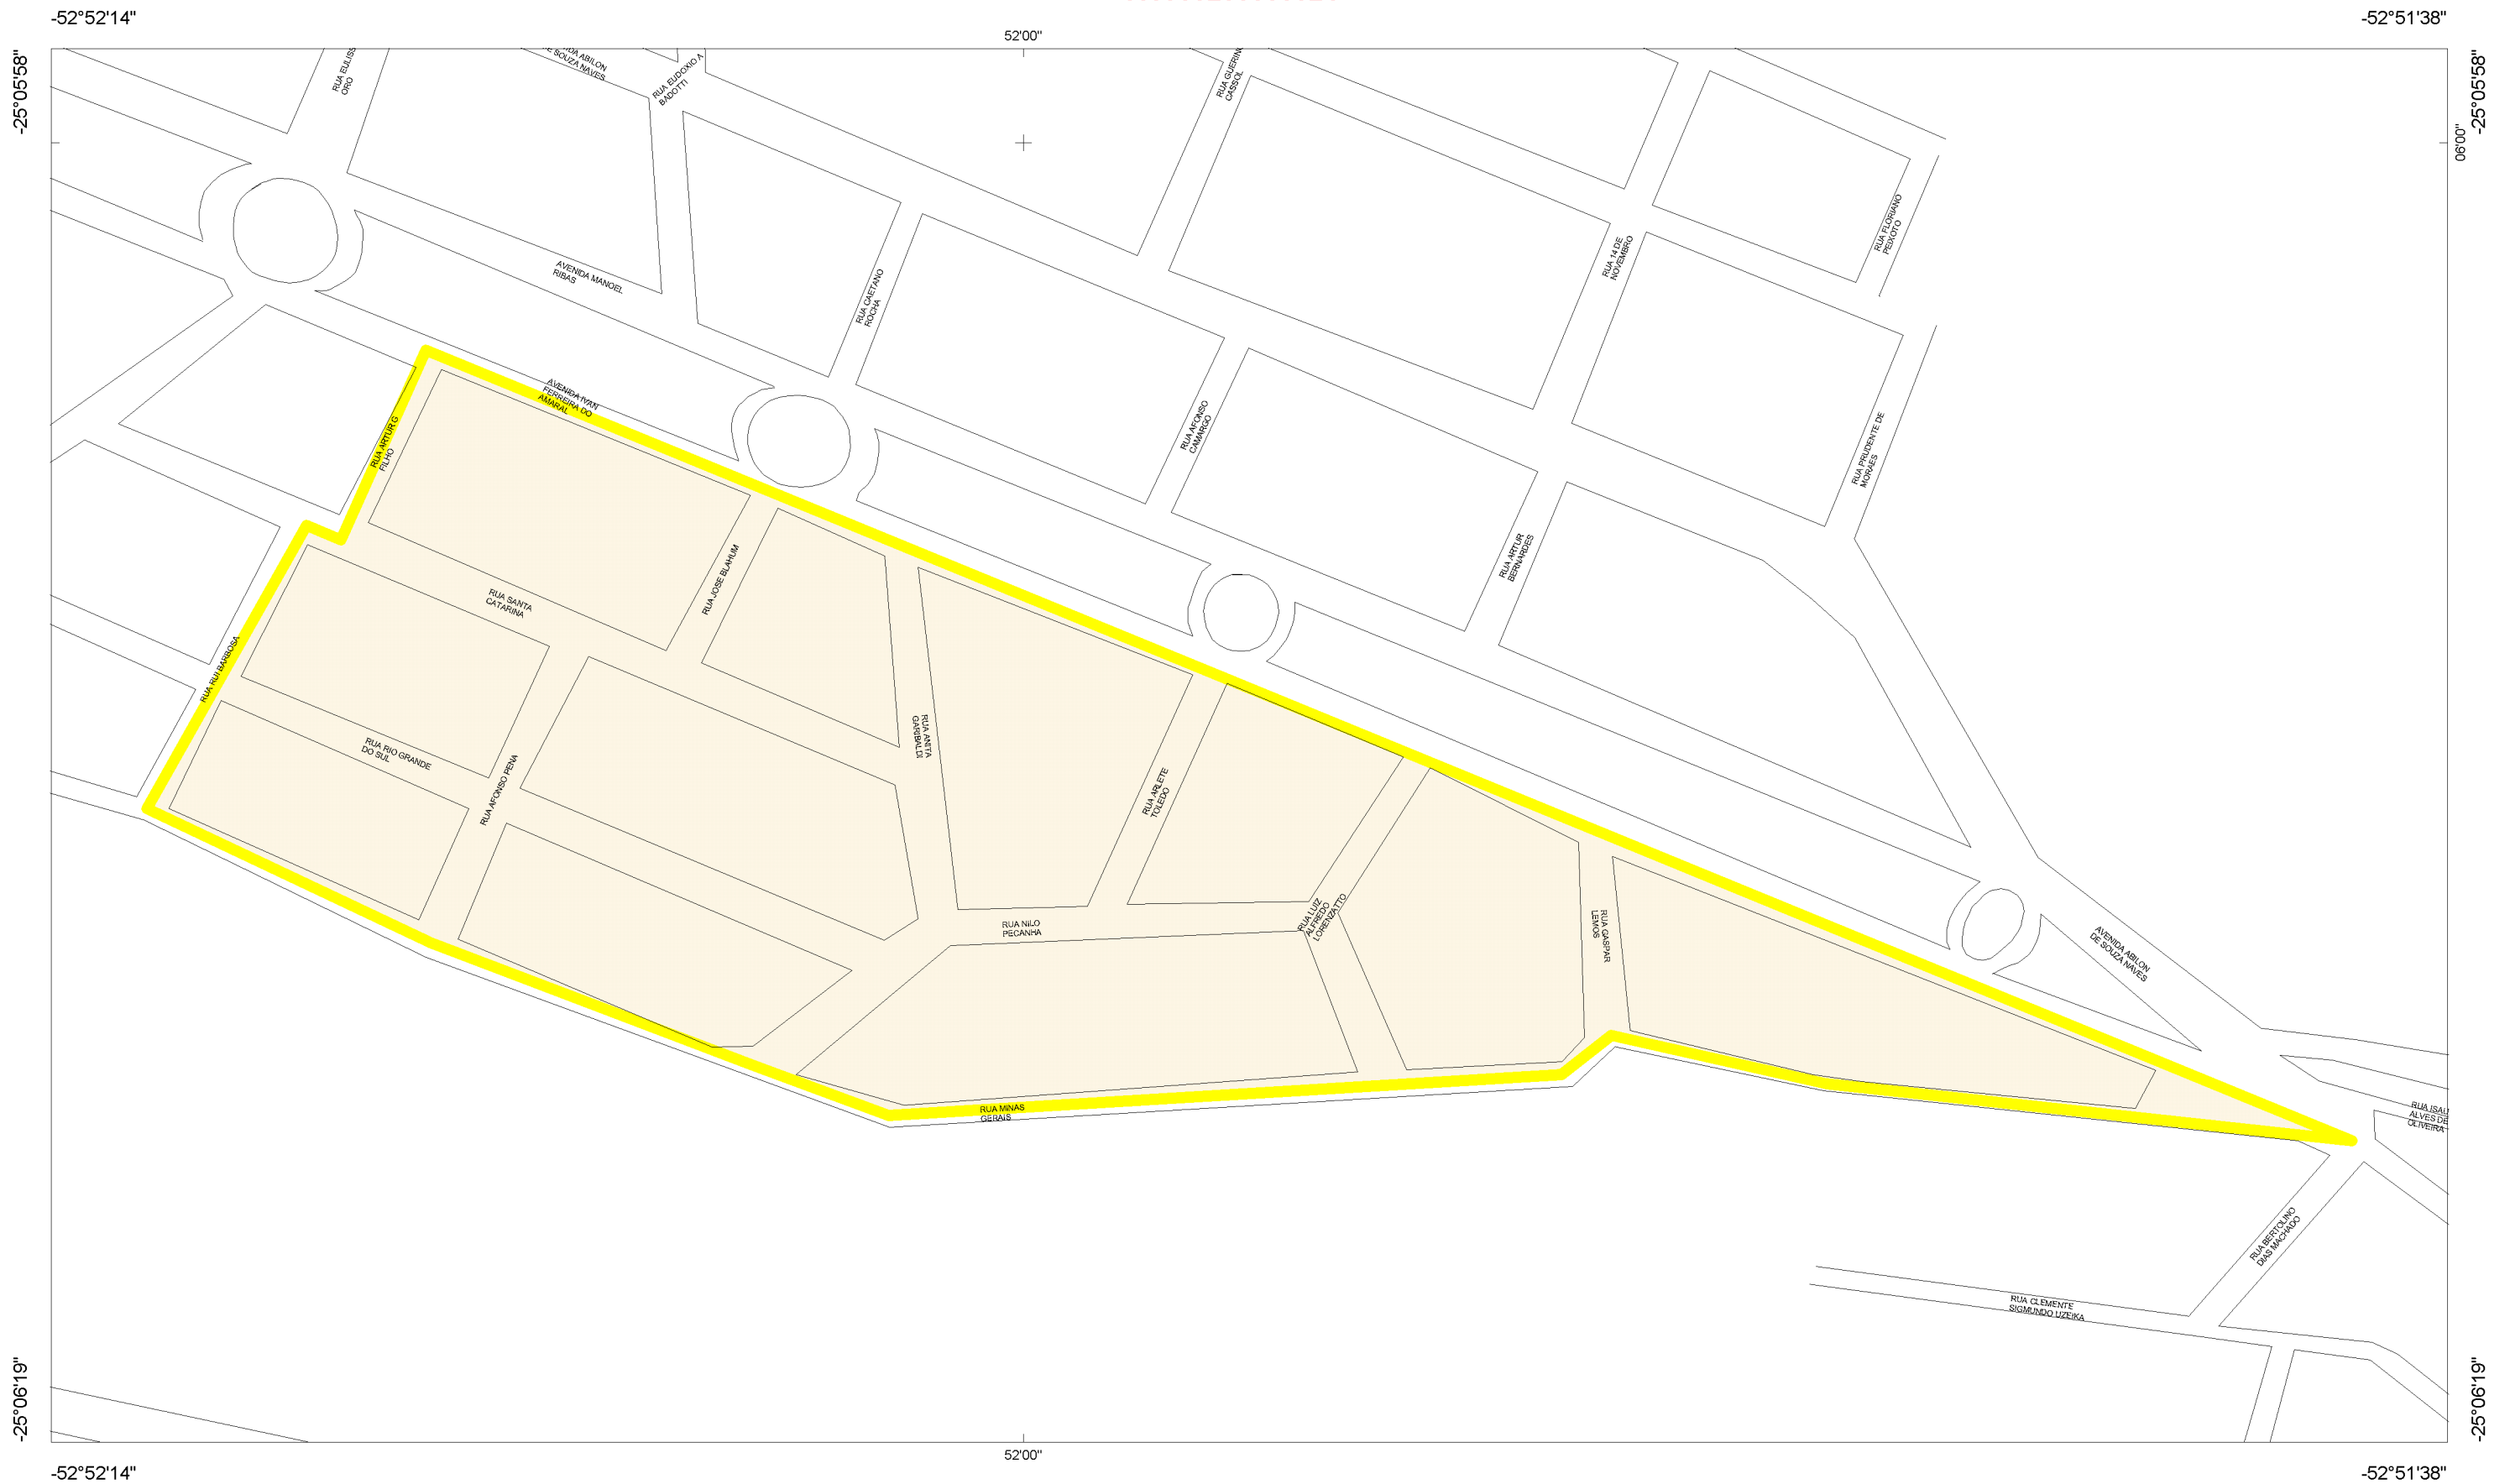 -52°52'14"
-52°51'38"
52'00"
-25°05'58"
-25°05'58"
06'00"
RUA EULISS
ORO
IDA ABILON
DE SOUZA NAVES
RUA EUDOXIO A
BADOTTI
RUA GUERINO
CASSOL
RUA FLORIANO
PEIXOTO
RUA 14 DE
NOVEMBRO
AVENIDA MANOEL
RIBAS
RUA CAETANO
ROCHA
AVENIDA IVAN
FERREIRA DO
AMARAL
RUA AFONSO
CAMARGO
RUA PRUDENTE DE
MORAES
RUA ARTUR G
FILHO
RUA ARTUR
BERNARDES
RUA JOSE BLAHUM
RUA SANTA
CATARINA
RUA RUI BARBOSA
RUA ANITA
GARIBALDI
RUA RIO GRANDE
DO SUL
RUA AFONSO PENA
RUA ARLETE
TOLEDO
RUA LUIZ
ALFREDO
LORENZATTO
RUA NILO
PECANHA
RUA GASPAR
LEMOS
AVENIDA ABILON
DE SOUZA NAVES
RUA MINAS
GERAIS
RUA ISAU
ALVES DE
OLIVEIRA
RUA BERTOLINO
DIAS MACHADO
RUA CLEMENTE
SIGMUNDO UZEIKA
-25°06'19"
-25°06'19"
52'00"
-52°52'14"
-52°51'38"